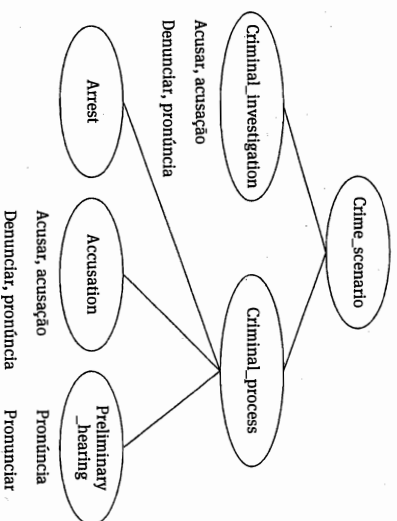 Crime_scenario
Criminal_investigation
Criminal_process
Acusar, acusação
Denunciar, pronúncia
Arrest
Accusation
Preliminary
_hearing
Acusar, acusação
Denunciar, pronúncia
Pronúncia
Pronunciar